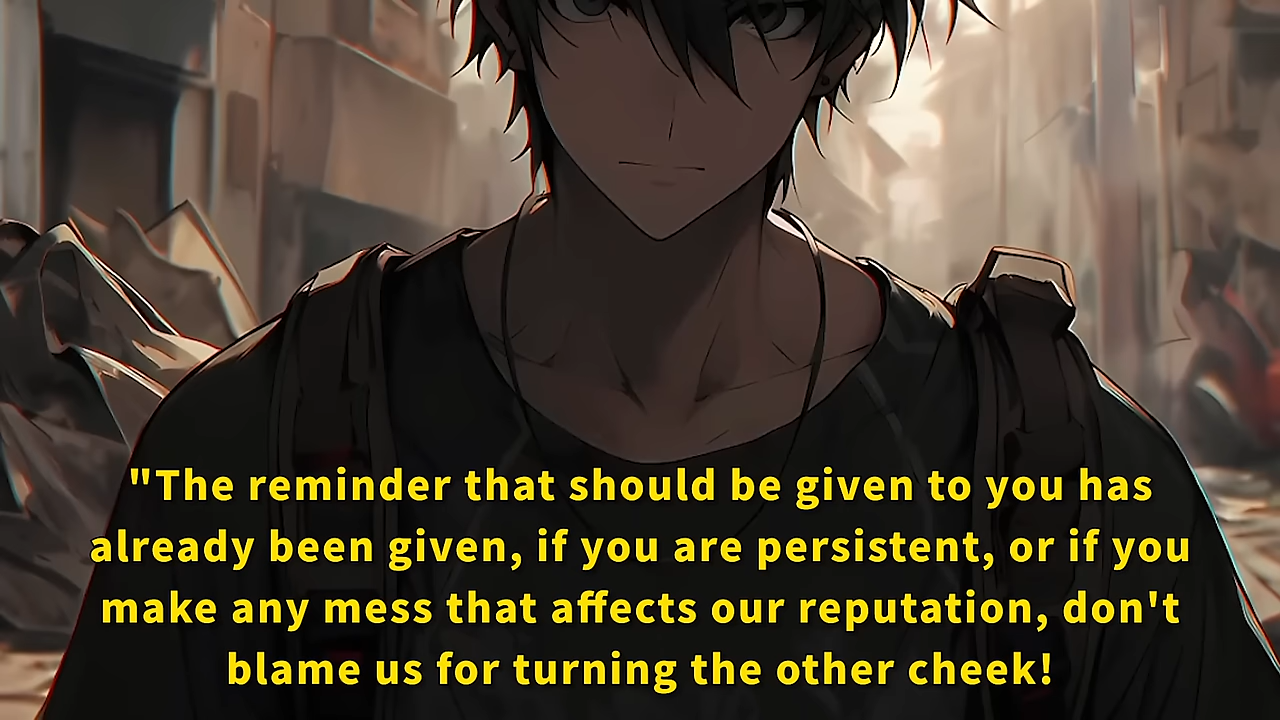 "The reminder that should be given to you has
already been given, if you are persistent, or if you
make any mess that affects our reputation, don't
blame us for turning the other cheek!